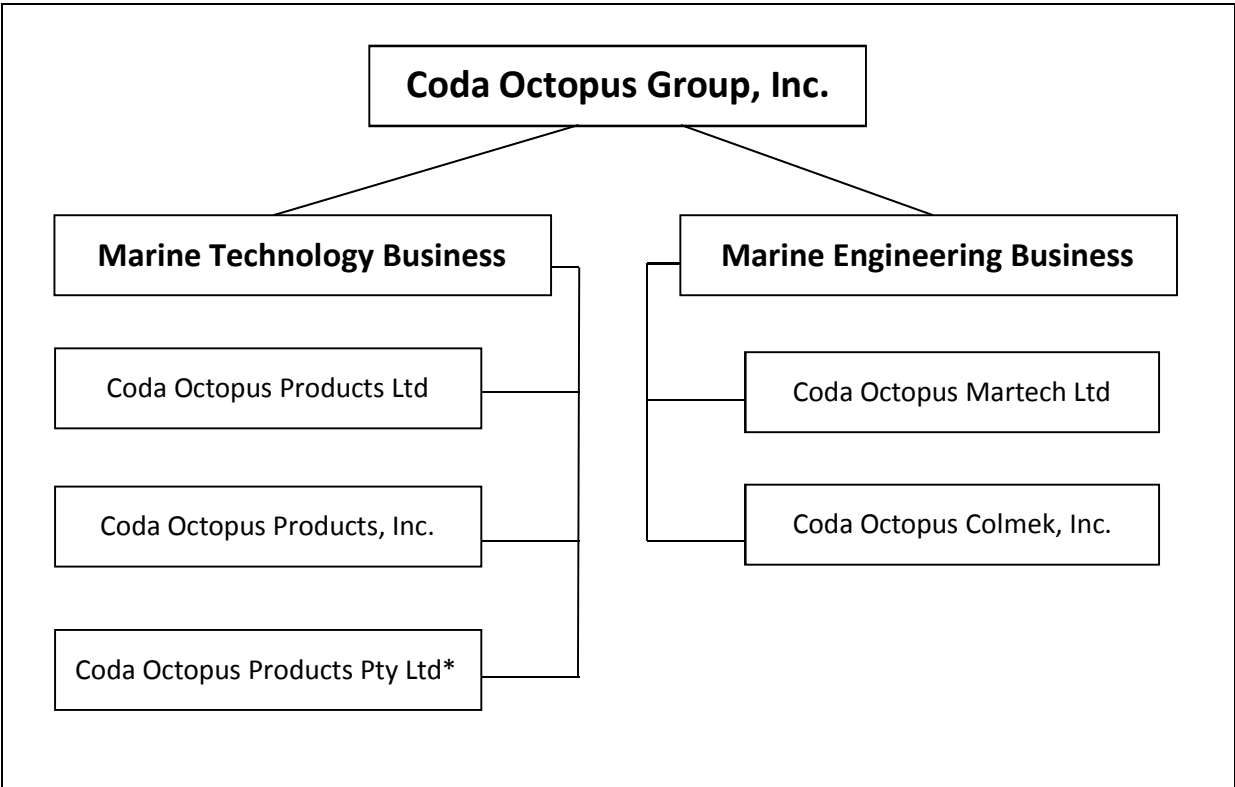 Coda Octopus Group, Inc.
Marine Technology Business
Marine Engineering Business
Coda Octopus Products Ltd
Coda Octopus Martech Ltd
Coda Octopus Products, Inc.
Coda Octopus Colmek, Inc.
Coda Octopus Products Pty Ltd*